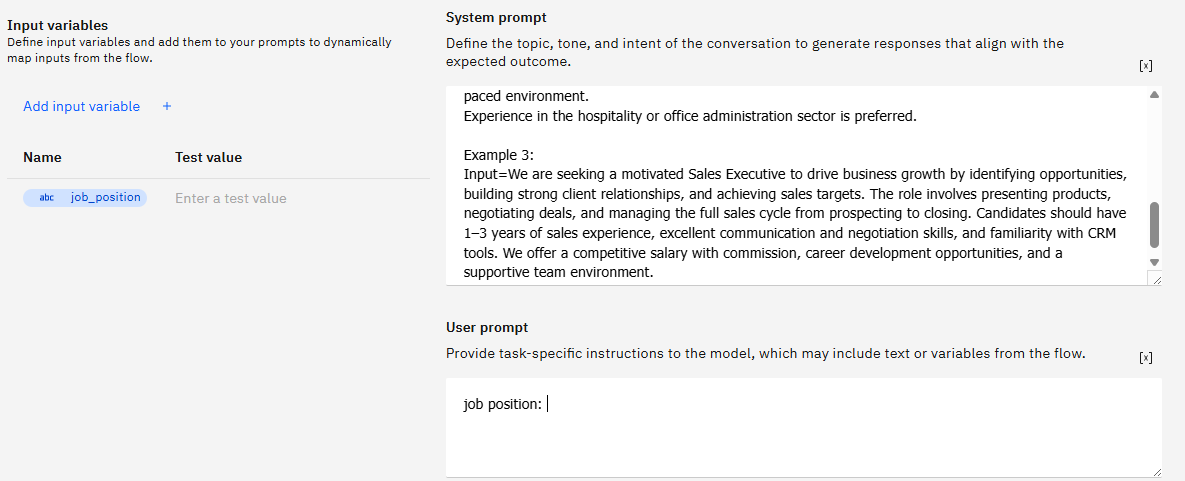 Input variables
Define input variables and add them to your prompts to dynamically
map inputs from the flow.
Add input variable +
Name Test value
abc job_position Enter a test value
System prompt
Define the topic, tone, and intent of the conversation to generate responses that align with the
expected outcome.
[x]
paced environment.
Experience in the hospitality or office administration sector is preferred.
Example 3:
Input=We are seeking a motivated Sales Executive to drive business growth by identifying opportunities,
building strong client relationships, and achieving sales targets. The role involves presenting products,
negotiating deals, and managing the full sales cycle from prospecting to closing. Candidates should have
1–3 years of sales experience, excellent communication and negotiation skills, and familiarity with CRM
tools. We offer a competitive salary with commission, career development opportunities, and a
supportive team environment.
User prompt
Provide task-specific instructions to the model, which may include text or variables from the flow.
[x]
job position: